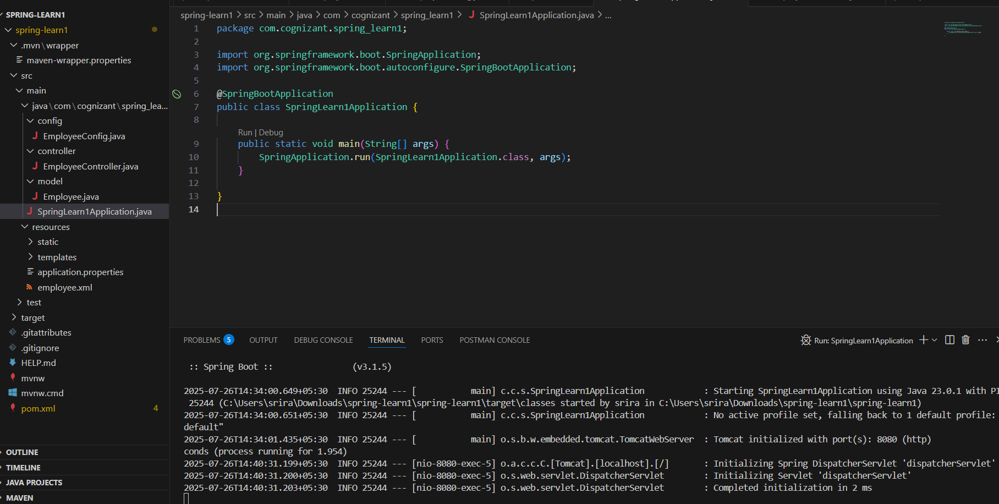 SPRING-LEARN1
spring-learn1
.mvn\wrapper
maven-wrapper.properties
src
main
java\com\cognizant\spring_lea...
config
EmployeeConfig.java
controller
EmployeeController.java
model
Employee.java
SpringLearn1Application.java
resources
static
templates
application.properties
employee.xml
test
target
.gitattributes
.gitignore
HELP.md
mvnw
mvnw.cmd
pom.xml 4
OUTLINE
TIMELINE
JAVA PROJECTS
MAVEN
spring-learn1 > src > main > java > com > cognizant > spring_learn1 > SpringLearn1Application.java > ...
1 package com.cognizant.spring_learn1;
2
3 import org.springframework.boot.SpringApplication;
4 import org.springframework.boot.autoconfigure.SpringBootApplication;
5
6 @SpringBootApplication
7 public class SpringLearn1Application {
8
Run | Debug
9 public static void main(String[] args) {
10 SpringApplication.run(SpringLearn1Application.class, args);
11 }
12
13 }
14
PROBLEMS 5 OUTPUT DEBUG CONSOLE TERMINAL PORTS POSTMAN CONSOLE Run: SpringLearn1Application
:: Spring Boot :: (v3.1.5)
2025-07-26T14:34:00.649+05:30 INFO 25244 --- [ main] c.c.s.SpringLearn1Application : Starting SpringLearn1Application using Java 23.0.1 with PI
25244 (C:\Users\srira\Downloads\spring-learn1\spring-learn1\target\classes started by srira in C:\Users\srira\Downloads\spring-learn1\spring-learn1)
2025-07-26T14:34:00.651+05:30 INFO 25244 --- [ main] c.c.s.SpringLearn1Application : No active profile set, falling back to 1 default profile:
default"
2025-07-26T14:34:01.435+05:30 INFO 25244 --- [ main] o.s.b.w.embedded.tomcat.TomcatWebServer : Tomcat initialized with port(s): 8080 (http)
conds (process running for 1.954)
2025-07-26T14:40:31.199+05:30 INFO 25244 --- [nio-8080-exec-5] o.a.c.c.C.[Tomcat].[localhost].[/] : Initializing Spring DispatcherServlet 'dispatcherServlet'
2025-07-26T14:40:31.200+05:30 INFO 25244 --- [nio-8080-exec-5] o.s.web.servlet.DispatcherServlet : Initializing Servlet 'dispatcherServlet'
2025-07-26T14:40:31.203+05:30 INFO 25244 --- [nio-8080-exec-5] o.s.web.servlet.DispatcherServlet : Completed initialization in 2 ms